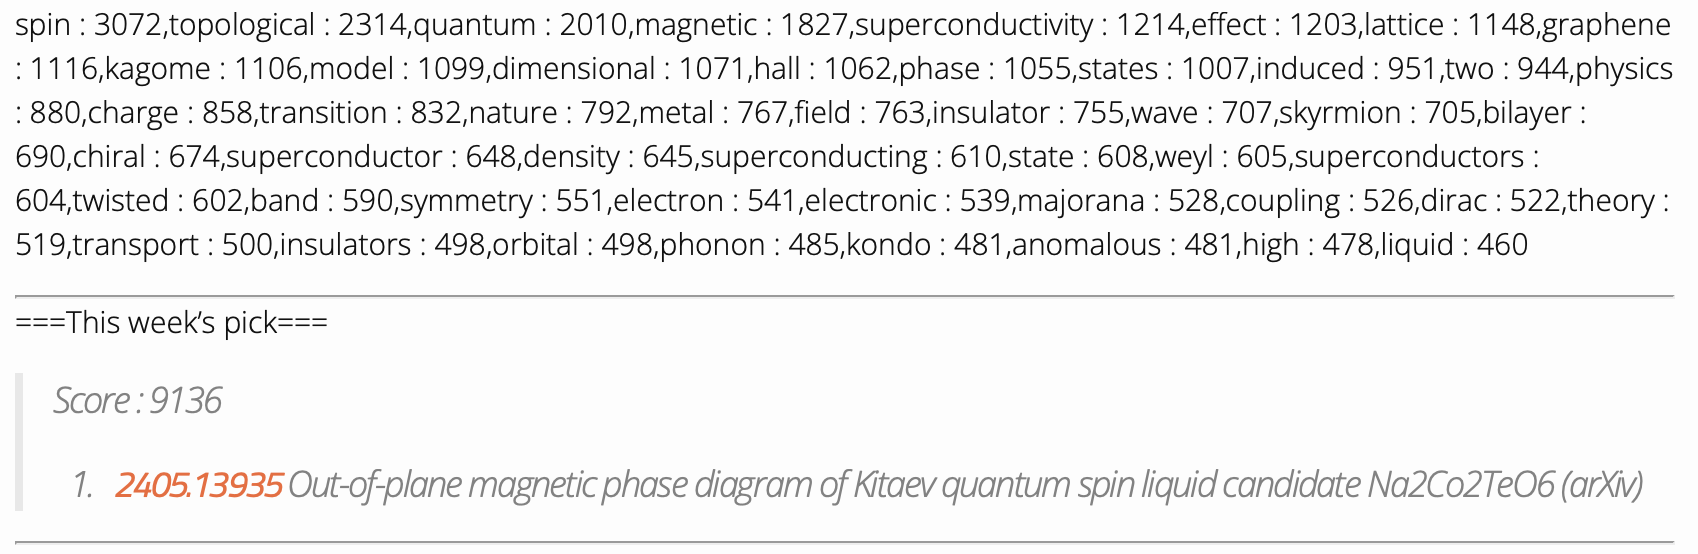 spin : 3072,topological : 2314,quantum : 2010,magnetic : 1827,superconductivity : 1214,effect : 1203,lattice : 1148,graphene
: 1116,kagome : 1106,model : 1099,dimensional : 1071,hall : 1062,phase : 1055,states : 1007,induced : 951,two : 944,physics
: 880,charge : 858,transition : 832,nature : 792,metal : 767,field : 763,insulator : 755,wave : 707,skyrmion : 705,bilayer :
690,chiral : 674,superconductor : 648,density : 645,superconducting : 610,state : 608,weyl : 605,superconductors :
604,twisted : 602,band : 590,symmetry : 551,electron : 541,electronic : 539,majorana : 528,coupling : 526,dirac : 522,theory :
519,transport : 500,insulators : 498,orbital : 498,phonon : 485,kondo : 481,anomalous : 481,high : 478,liquid : 460
===This week’s pick===
Score : 9136
1. 2405.13935 Out-of-plane magnetic phase diagram of Kitaev quantum spin liquid candidate Na2Co2TeO6 (arXiv)